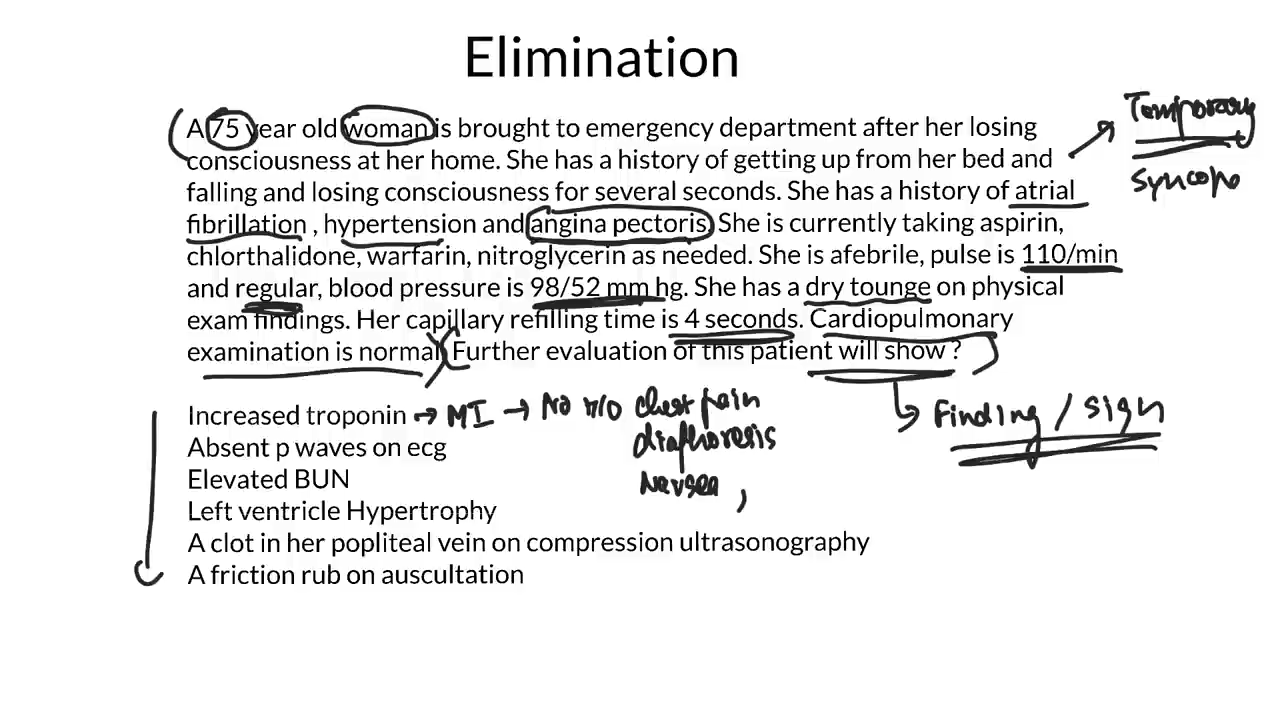 Elimination
A 75 year old woman is brought to emergency department after her losing
consciousness at her home. She has a history of getting up from her bed and
falling and losing consciousness for several seconds. She has a history of atrial
fibrillation , hypertension and angina pectoris. She is currently taking aspirin,
chlorthalidone, warfarin, nitroglycerin as needed. She is afebrile, pulse is 110/min
and regular, blood pressure is 98/52 mm hg. She has a dry tounge on physical
exam findings. Her capillary refilling time is 4 seconds. Cardiopulmonary
examination is normal. Further evaluation of this patient will show ?
Temporary
Syncope
Increased troponin → MI → No H/O chest pain
diaphoresis
Nausea ,
Finding / Sign
Absent p waves on ecg
Elevated BUN
Left ventricle Hypertrophy
A clot in her popliteal vein on compression ultrasonography
A friction rub on auscultation